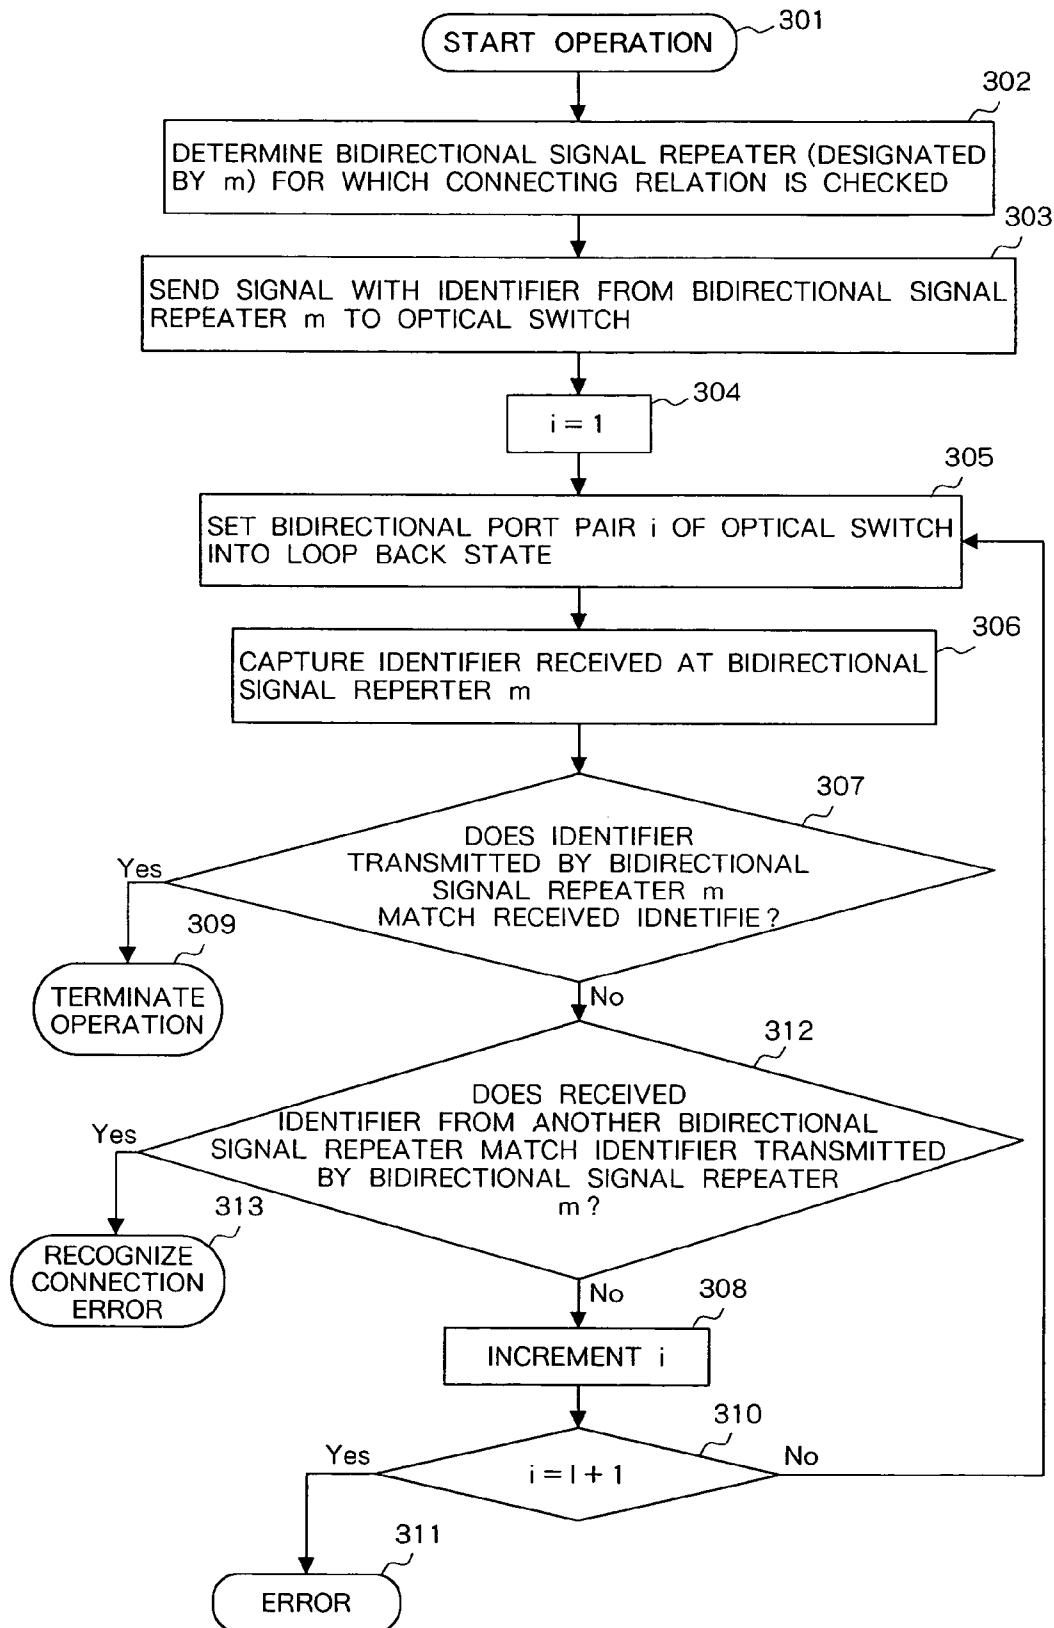 START OPERATION
301
302
DETERMINE BIDIRECTIONAL SIGNAL REPEATER (DESIGNATED
BY m) FOR WHICH CONNECTING RELATION IS CHECKED
303
SEND SIGNAL WITH IDENTIFIER FROM BIDIRECTIONAL SIGNAL
REPEATER m TO OPTICAL SWITCH
304
i = 1
305
SET BIDIRECTIONAL PORT PAIR i OF OPTICAL SWITCH
INTO LOOP BACK STATE
306
CAPTURE IDENTIFIER RECEIVED AT BIDIRECTIONAL
SIGNAL REPERTER m
307
DOES IDENTIFIER
TRANSMITTED BY BIDIRECTIONAL
SIGNAL REPEATER m
MATCH RECEIVED IDNETIFIE?
Yes
309
TERMINATE
OPERATION
No
312
DOES RECEIVED
IDENTIFIER FROM ANOTHER BIDIRECTIONAL
SIGNAL REPEATER MATCH IDENTIFIER TRANSMITTED
BY BIDIRECTIONAL SIGNAL REPEATER
m?
Yes
313
RECOGNIZE
CONNECTION
ERROR
No
308
INCREMENT i
310
i = I + 1
Yes
No
311
ERROR